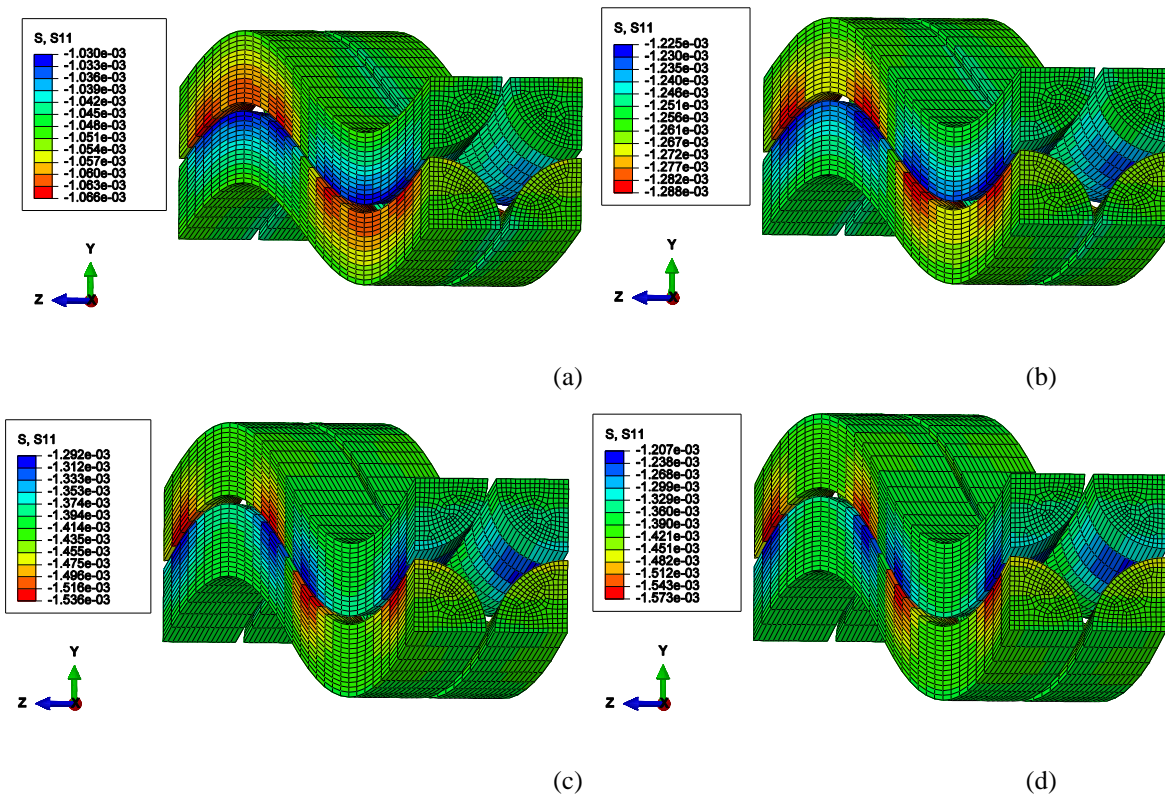 S, S11
-1.030e-03
-1.033e-03
-1.036e-03
-1.039e-03
-1.042e-03
-1.045e-03
-1.048e-03
-1.051e-03
-1.054e-03
-1.057e-03
-1.060e-03
-1.063e-03
-1.066e-03
Y
Z
X
(a)
S, S11
-1.225e-03
-1.230e-03
-1.235e-03
-1.240e-03
-1.246e-03
-1.251e-03
-1.256e-03
-1.261e-03
-1.267e-03
-1.272e-03
-1.277e-03
-1.282e-03
-1.288e-03
Y
Z
X
(b)
S, S11
-1.292e-03
-1.312e-03
-1.333e-03
-1.353e-03
-1.374e-03
-1.394e-03
-1.414e-03
-1.435e-03
-1.455e-03
-1.475e-03
-1.496e-03
-1.516e-03
-1.536e-03
Y
Z
X
(c)
S, S11
-1.207e-03
-1.238e-03
-1.268e-03
-1.299e-03
-1.329e-03
-1.360e-03
-1.390e-03
-1.421e-03
-1.451e-03
-1.482e-03
-1.512e-03
-1.543e-03
-1.573e-03
Y
Z
X
(d)